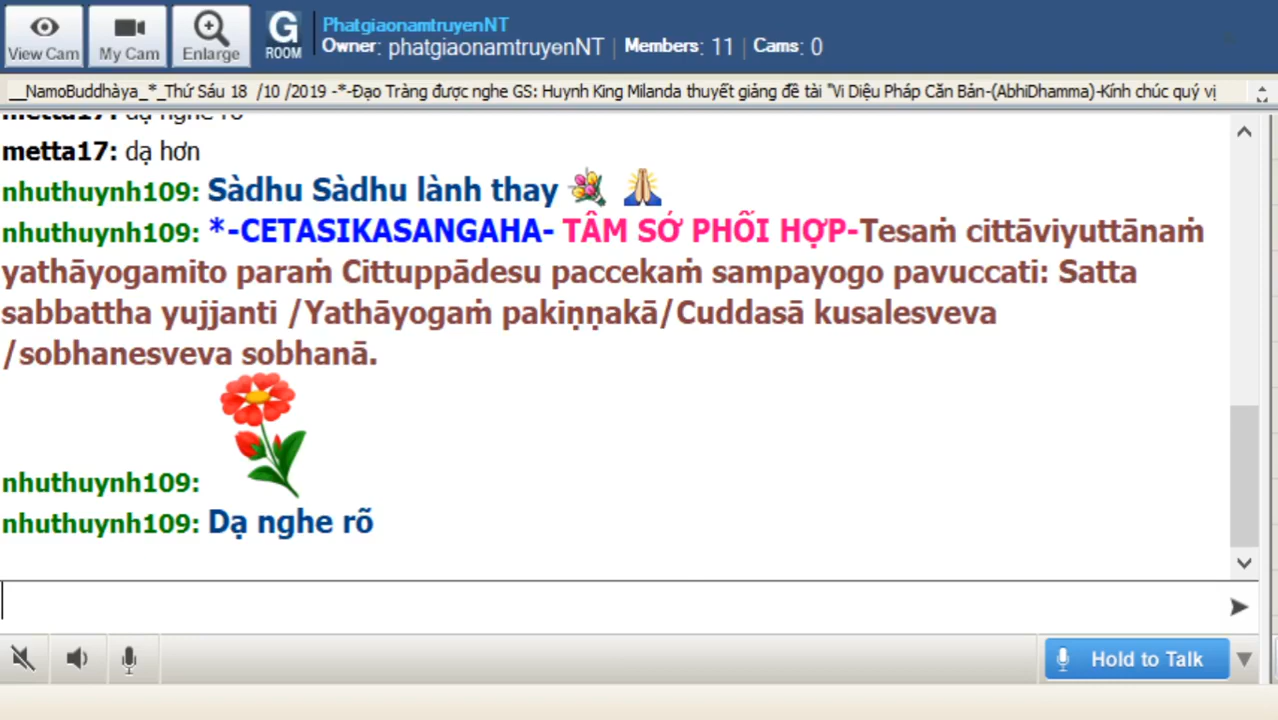 View Cam
My Cam
Enlarge
G
ROOM
PhatgiaonamtruyenNT
Owner: phatgiaonamtruyenNT | Members: 11 | Cams: 0
__NamoBuddhàya_*_Thứ Sáu 18 /10 /2019 -*-Đạo Tràng được nghe GS: Huynh King Milanda thuyết giảng đề tài "Vi Diệu Pháp Căn Bản-(AbhiDhamma)-Kính chúc quý vị
metta17: dạ nghe rõ
metta17: dạ hơn
nhuthuynh109: Sàdhu Sàdhu lành thay
nhuthuynh109: *-CETASIKASANGAHA- TÂM SỞ PHỐI HỢP-Tesaṁ cittāviyuttānaṁ
yathāyogamito paraṁ Cittuppādesu paccekaṁ sampayogo pavuccati: Satta
sabbattha yujjanti /Yathāyogaṁ pakiṇṇakā/Cuddasā kusalesveva
/sobhanesveva sobhanā.
nhuthuynh109:
nhuthuynh109: Dạ nghe rõ
Hold to Talk